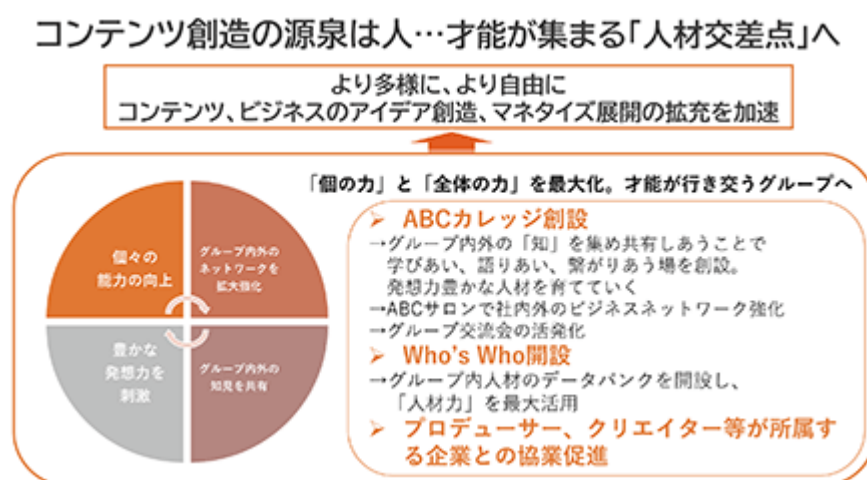 コンテンツ創造の源泉は人…才能が集まる「人材交差点」へ
より多様に、より自由に
コンテンツ、ビジネスのアイデア創造、マネタイズ展開の拡充を加速
「個の力」と「全体の力」を最大化。才能が行き交うグループへ
個々の
能力の向上
グループ内外の
ネットワークを
拡大強化
豊かな
発想力を
刺激
グループ内外の
知見を共有
➢ ABCカレッジ創設
→グループ内外の「知」を集め共有しあうことで
学びあい、語りあい、繋がりあう場を創設。
発想力豊かな人材を育てていく
→ABCサロンで社内外のビジネスネットワーク強化
→グループ交流会の活発化
➢ Who's Who開設
→グループ内人材のデータバンクを開設し、
「人材力」を最大活用
➢ プロデューサー、クリエイター等が所属す
る企業との協業促進